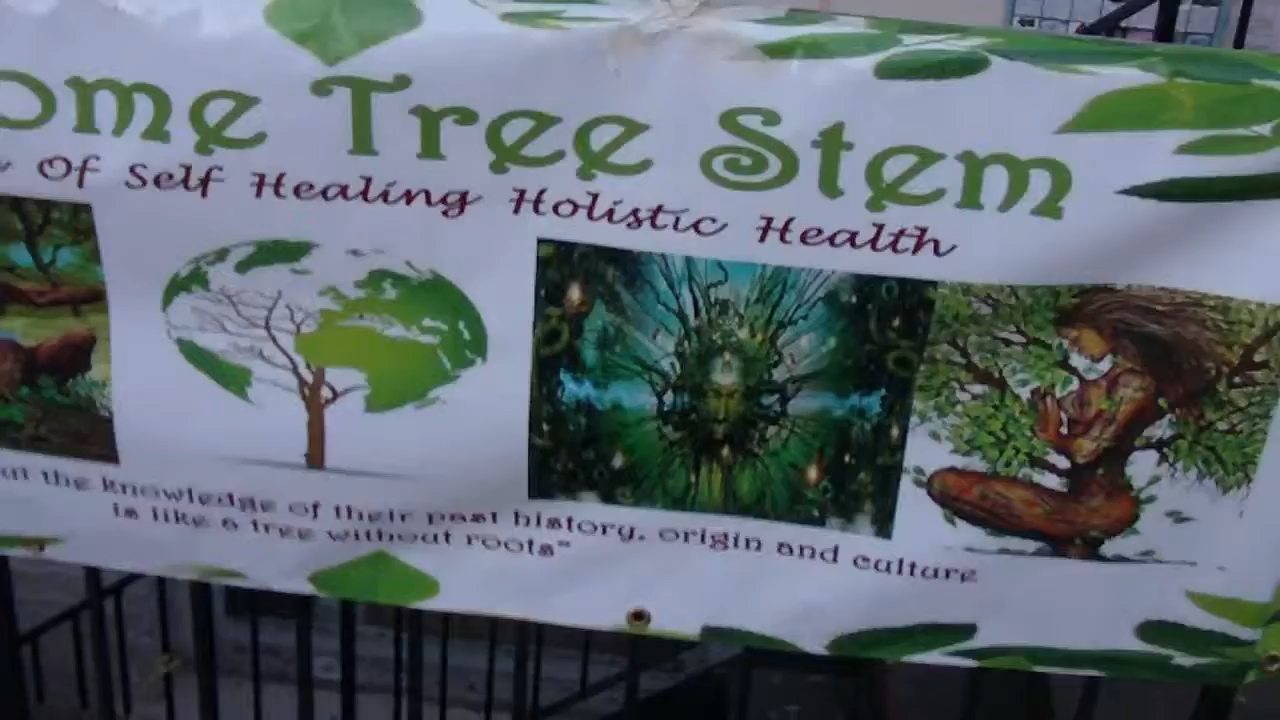 ome Tree Stem
Of Self Healing Holistic Health
the knowledge of their past history, origin and culture
is like a tree without roots"